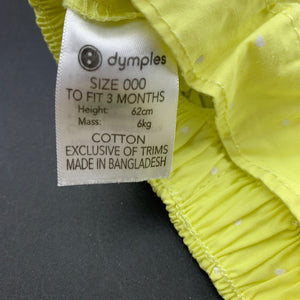 dymples
SIZE 000
TO FIT 3 MONTHS
Height: 62cm
Mass: 6kg
COTTON
EXCLUSIVE OF TRIMS
MADE IN BANGLADESH